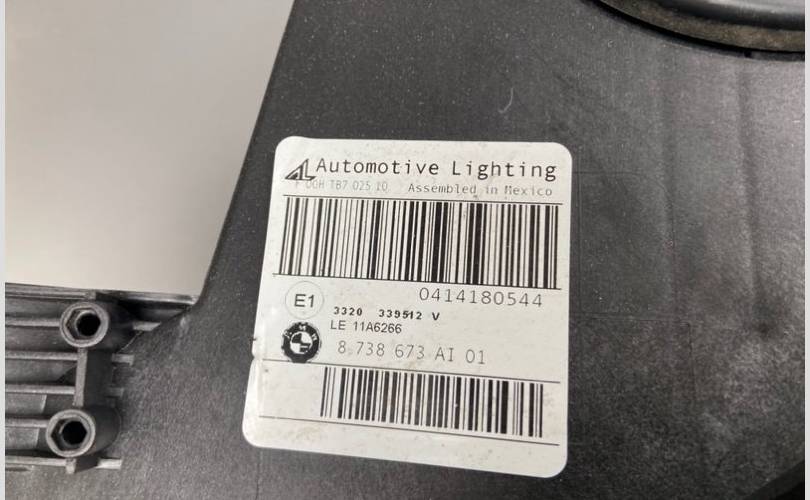 AL Automotive Lighting
F 00H TB7 025 10 Assembled in Mexico
0414180544
E1
3320 339512 V
LE 11A6266
8 738 673 AI 01